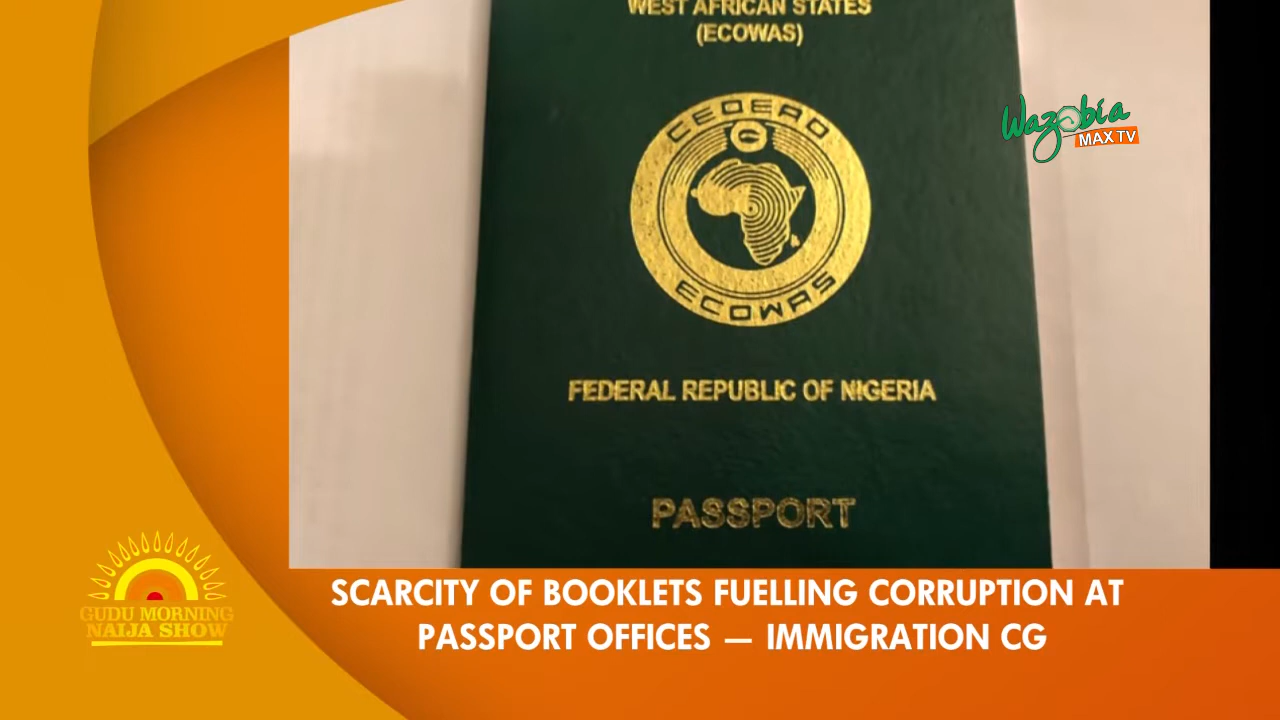 WEST AFRICAN STATES
(ECOWAS)
CEDEAO
ECOWAS
FEDERAL REPUBLIC OF NIGERIA
PASSPORT
Wazobia
MAX TV
GUDU MORNING
NAIJA SHOW
SCARCITY OF BOOKLETS FUELLING CORRUPTION AT
PASSPORT OFFICES — IMMIGRATION CG